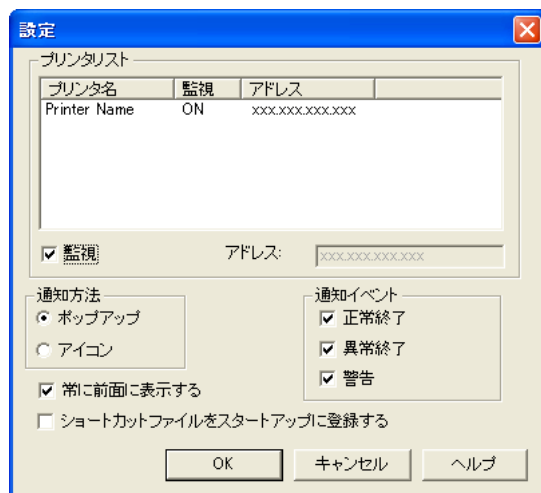 設定
プリンタリスト
プリンタ名 監視 アドレス
Printer Name ON xxx.xxx.xxx.xxx
監視 アドレス: xxx.xxx.xxx.xxx
通知方法
ポップアップ
アイコン
通知イベント
正常終了
異常終了
警告
常に前面に表示する
ショートカットファイルをスタートアップに登録する
OK キャンセル ヘルプ